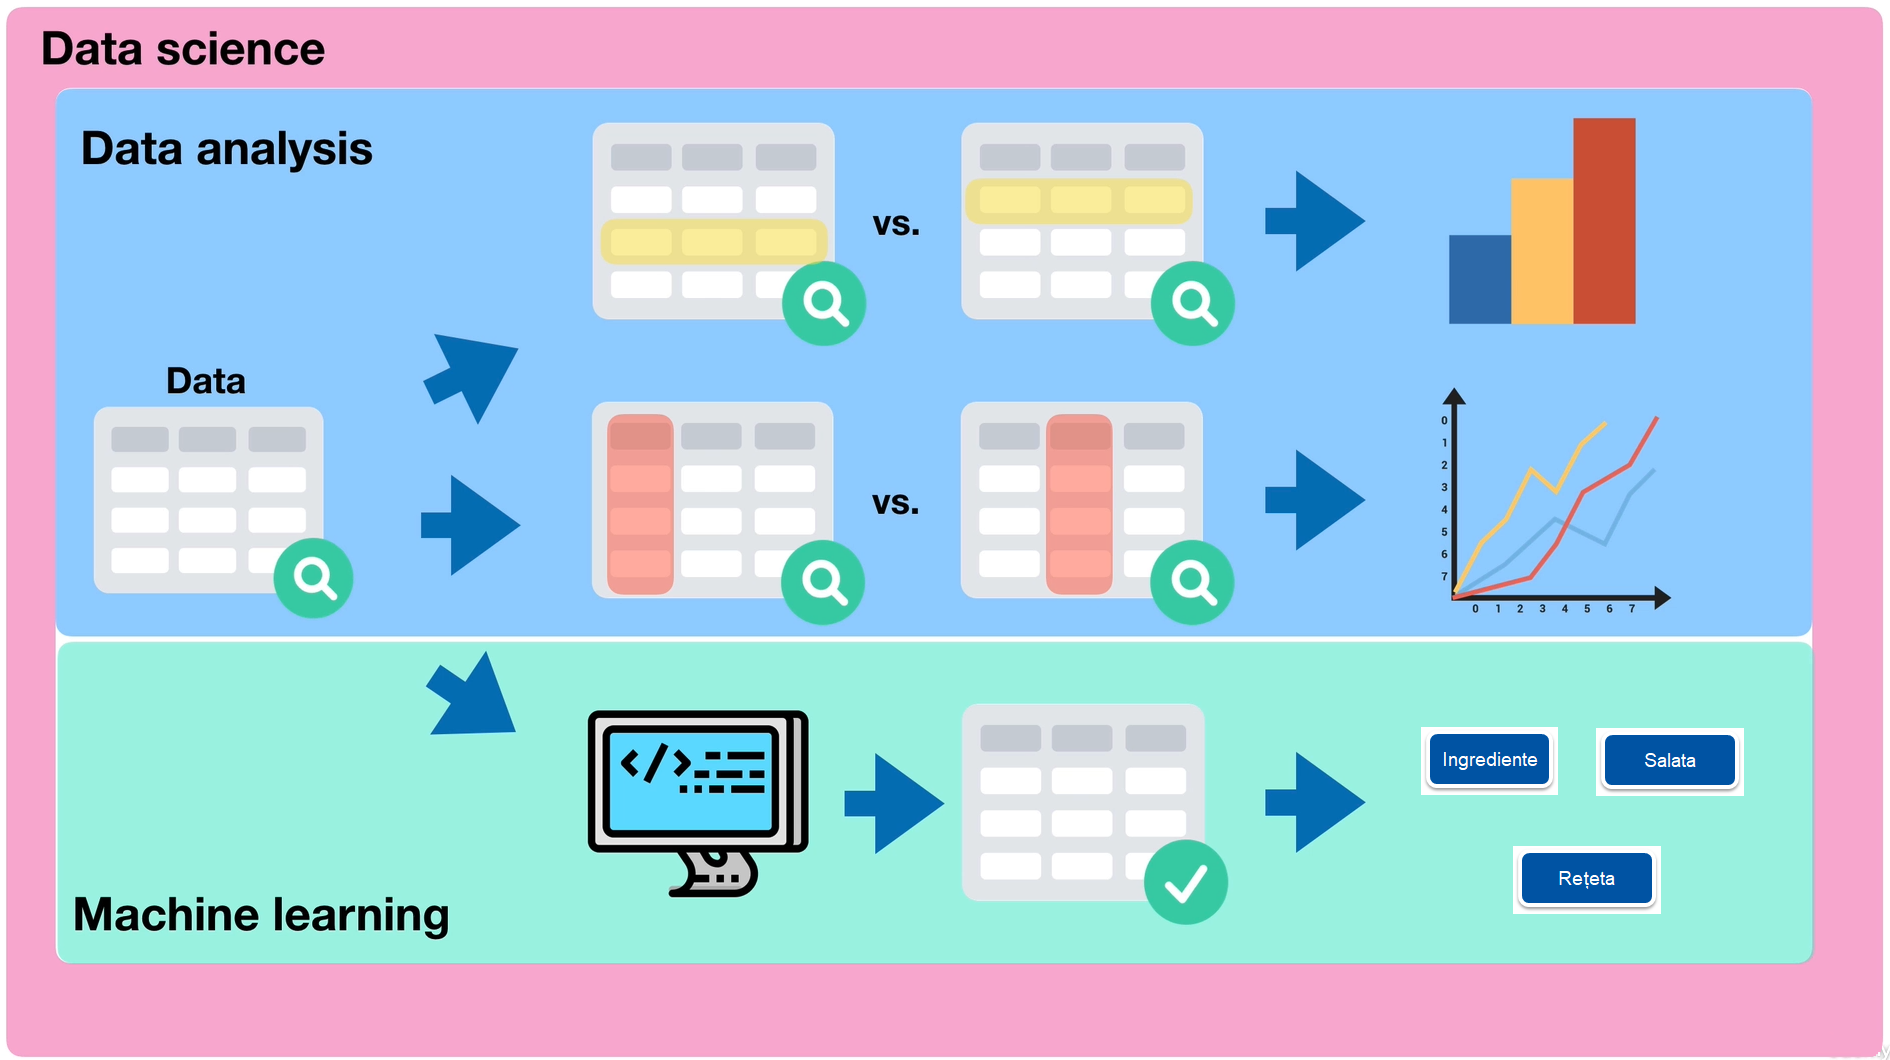 Data science
Data analysis
vs.
Data
vs.
0
1
2
3
4
5
6
7
0 1 2 3 4 5 6 7
</>
Ingrediente
Salata
Rețeta
Machine learning